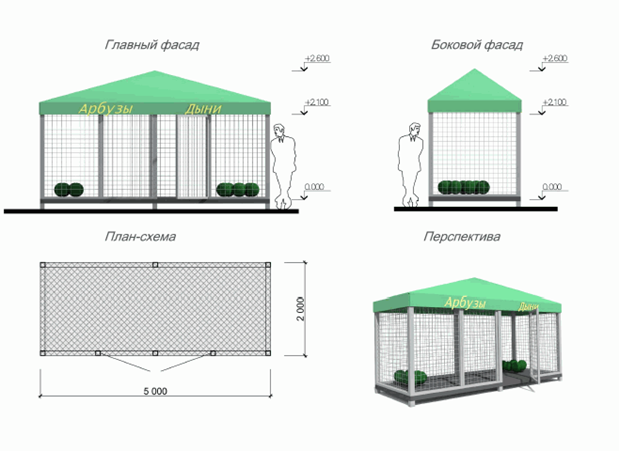 Главный фасад
+2.600
Арбузы Дыни
+2.100
0.000
Боковой фасад
+2.600
+2.100
0.000
План-схема
2 000
5 000
Перспектива
Арбузы Дыни